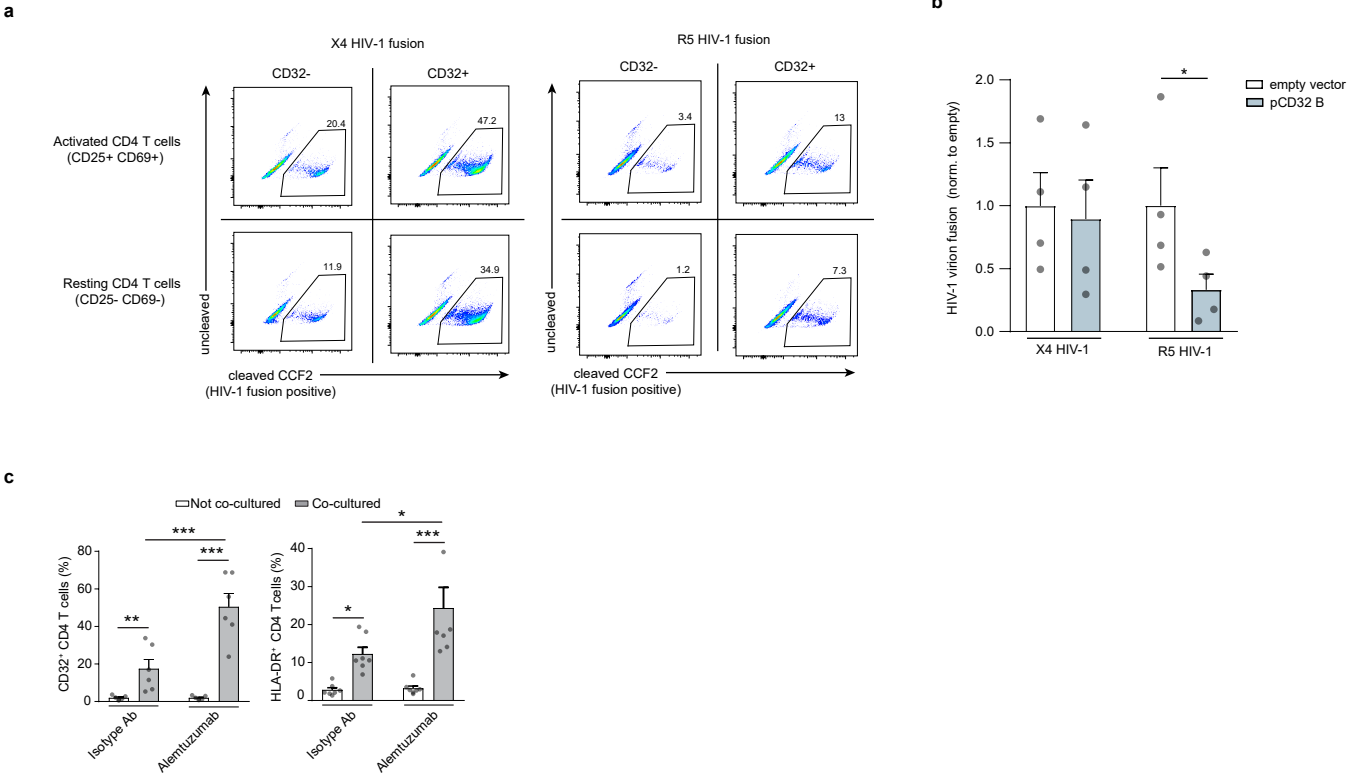 a
X4 HIV-1 fusion
R5 HIV-1 fusion
CD32-
CD32+
CD32-
CD32+
Activated CD4 T cells
(CD25+ CD69+)
20.4
47.2
3.4
13
Resting CD4 T cells
(CD25- CD69-)
11.9
34.9
1.2
7.3
uncleaved
uncleaved
cleaved CCF2
(HIV-1 fusion positive)
cleaved CCF2
(HIV-1 fusion positive)
b
HIV-1 virion fusion (norm. to empty)
2.0
1.5
1.0
0.5
0.0
*
empty vector
pCD32 B
X4 HIV-1
R5 HIV-1
c
Not co-cultured
Co-cultured
CD32⁺ CD4 T cells (%)
80
60
40
20
0
**
***
***
Isotype Ab
Alemtuzumab
HLA-DR⁺ CD4 Tcells (%)
40
30
20
10
0
*
***
*
Isotype Ab
Alemtuzumab